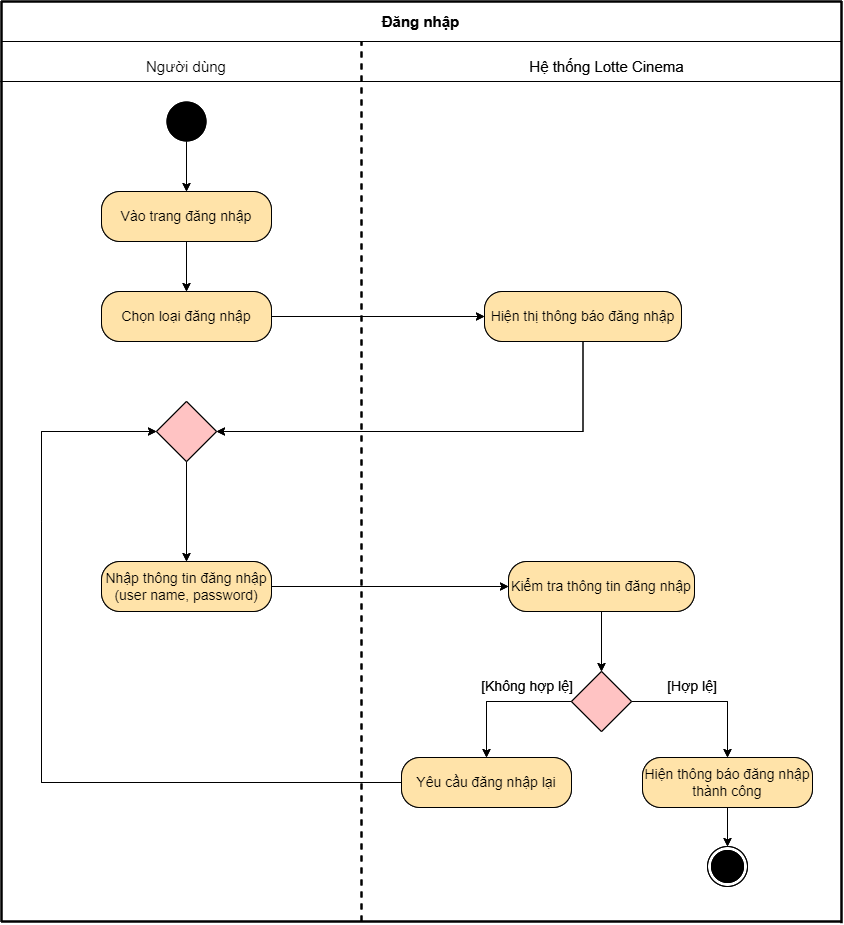 Đăng nhập
Người dùng
Hệ thống Lotte Cinema
Vào trang đăng nhập
Chọn loại đăng nhập
Hiện thị thông báo đăng nhập
Nhập thông tin đăng nhập
(user name, password)
Kiểm tra thông tin đăng nhập
[Không hợp lệ]
[Hợp lệ]
Yêu cầu đăng nhập lại
Hiện thông báo đăng nhập
thành công